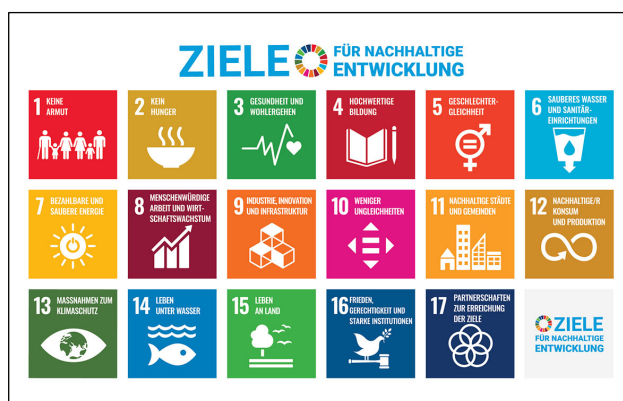 ZIELE FÜR NACHHALTIGE
ENTWICKLUNG
1 KEINE
ARMUT
2 KEIN
HUNGER
3 GESUNDHEIT UND
WOHLERGEHEN
4 HOCHWERTIGE
BILDUNG
5 GESCHLECHTER-
GLEICHHEIT
6 SAUBERES WASSER
UND SANITÄR-
EINRICHTUNGEN
7 BEZAHLBARE UND
SAUBERE ENERGIE
8 MENSCHENWÜRDIGE
ARBEIT UND WIRT-
SCHAFTSWACHSTUM
9 INDUSTRIE, INNOVATION
UND INFRASTRUKTUR
10 WENIGER
UNGLEICHHEITEN
11 NACHHALTIGE STÄDTE
UND GEMEINDEN
12 NACHHALTIGE/R
KONSUM
UND PRODUKTION
13 MASSNAHMEN ZUM
KLIMASCHUTZ
14 LEBEN
UNTER WASSER
15 LEBEN
AN LAND
16 FRIEDEN,
GERECHTIGKEIT UND
STARKE INSTITUTIONEN
17 PARTNERSCHAFTEN
ZUR ERREICHUNG
DER ZIELE
ZIELE
FÜR NACHHALTIGE
ENTWICKLUNG